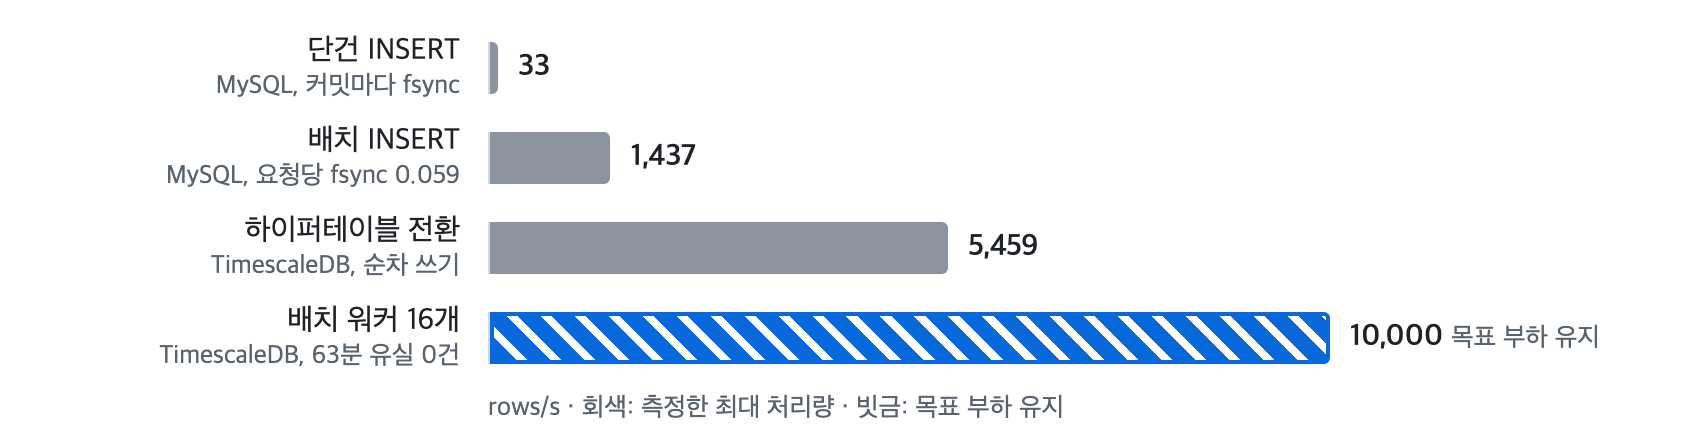 단건 INSERT
MySQL, 커밋마다 fsync
33
배치 INSERT
MySQL, 요청당 fsync 0.059
1,437
하이퍼테이블 전환
TimescaleDB, 순차 쓰기
5,459
배치 워커 16개
TimescaleDB, 63분 유실 0건
10,000 목표 부하 유지
rows/s · 회색: 측정한 최대 처리량 · 빗금: 목표 부하 유지